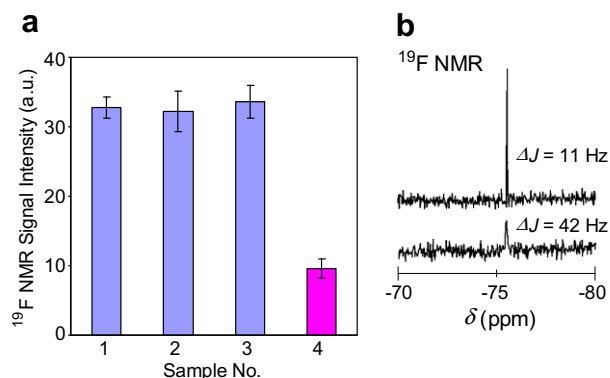 a
40
30
20
10
0
¹⁹F NMR Signal Intensity (a.u.)
1 2 3 4
Sample No.
b
¹⁹F NMR
ΔJ = 11 Hz
ΔJ = 42 Hz
-70 -75 -80
δ (ppm)